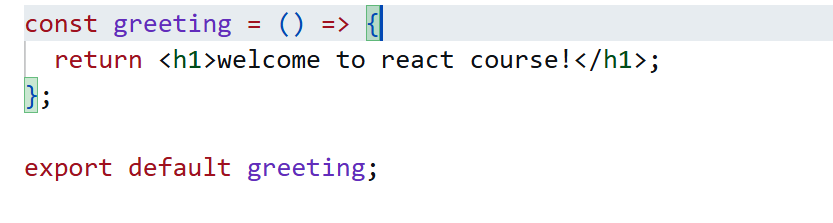 const greeting = () => {
  return <h1>welcome to react course!</h1>;
};

export default greeting;